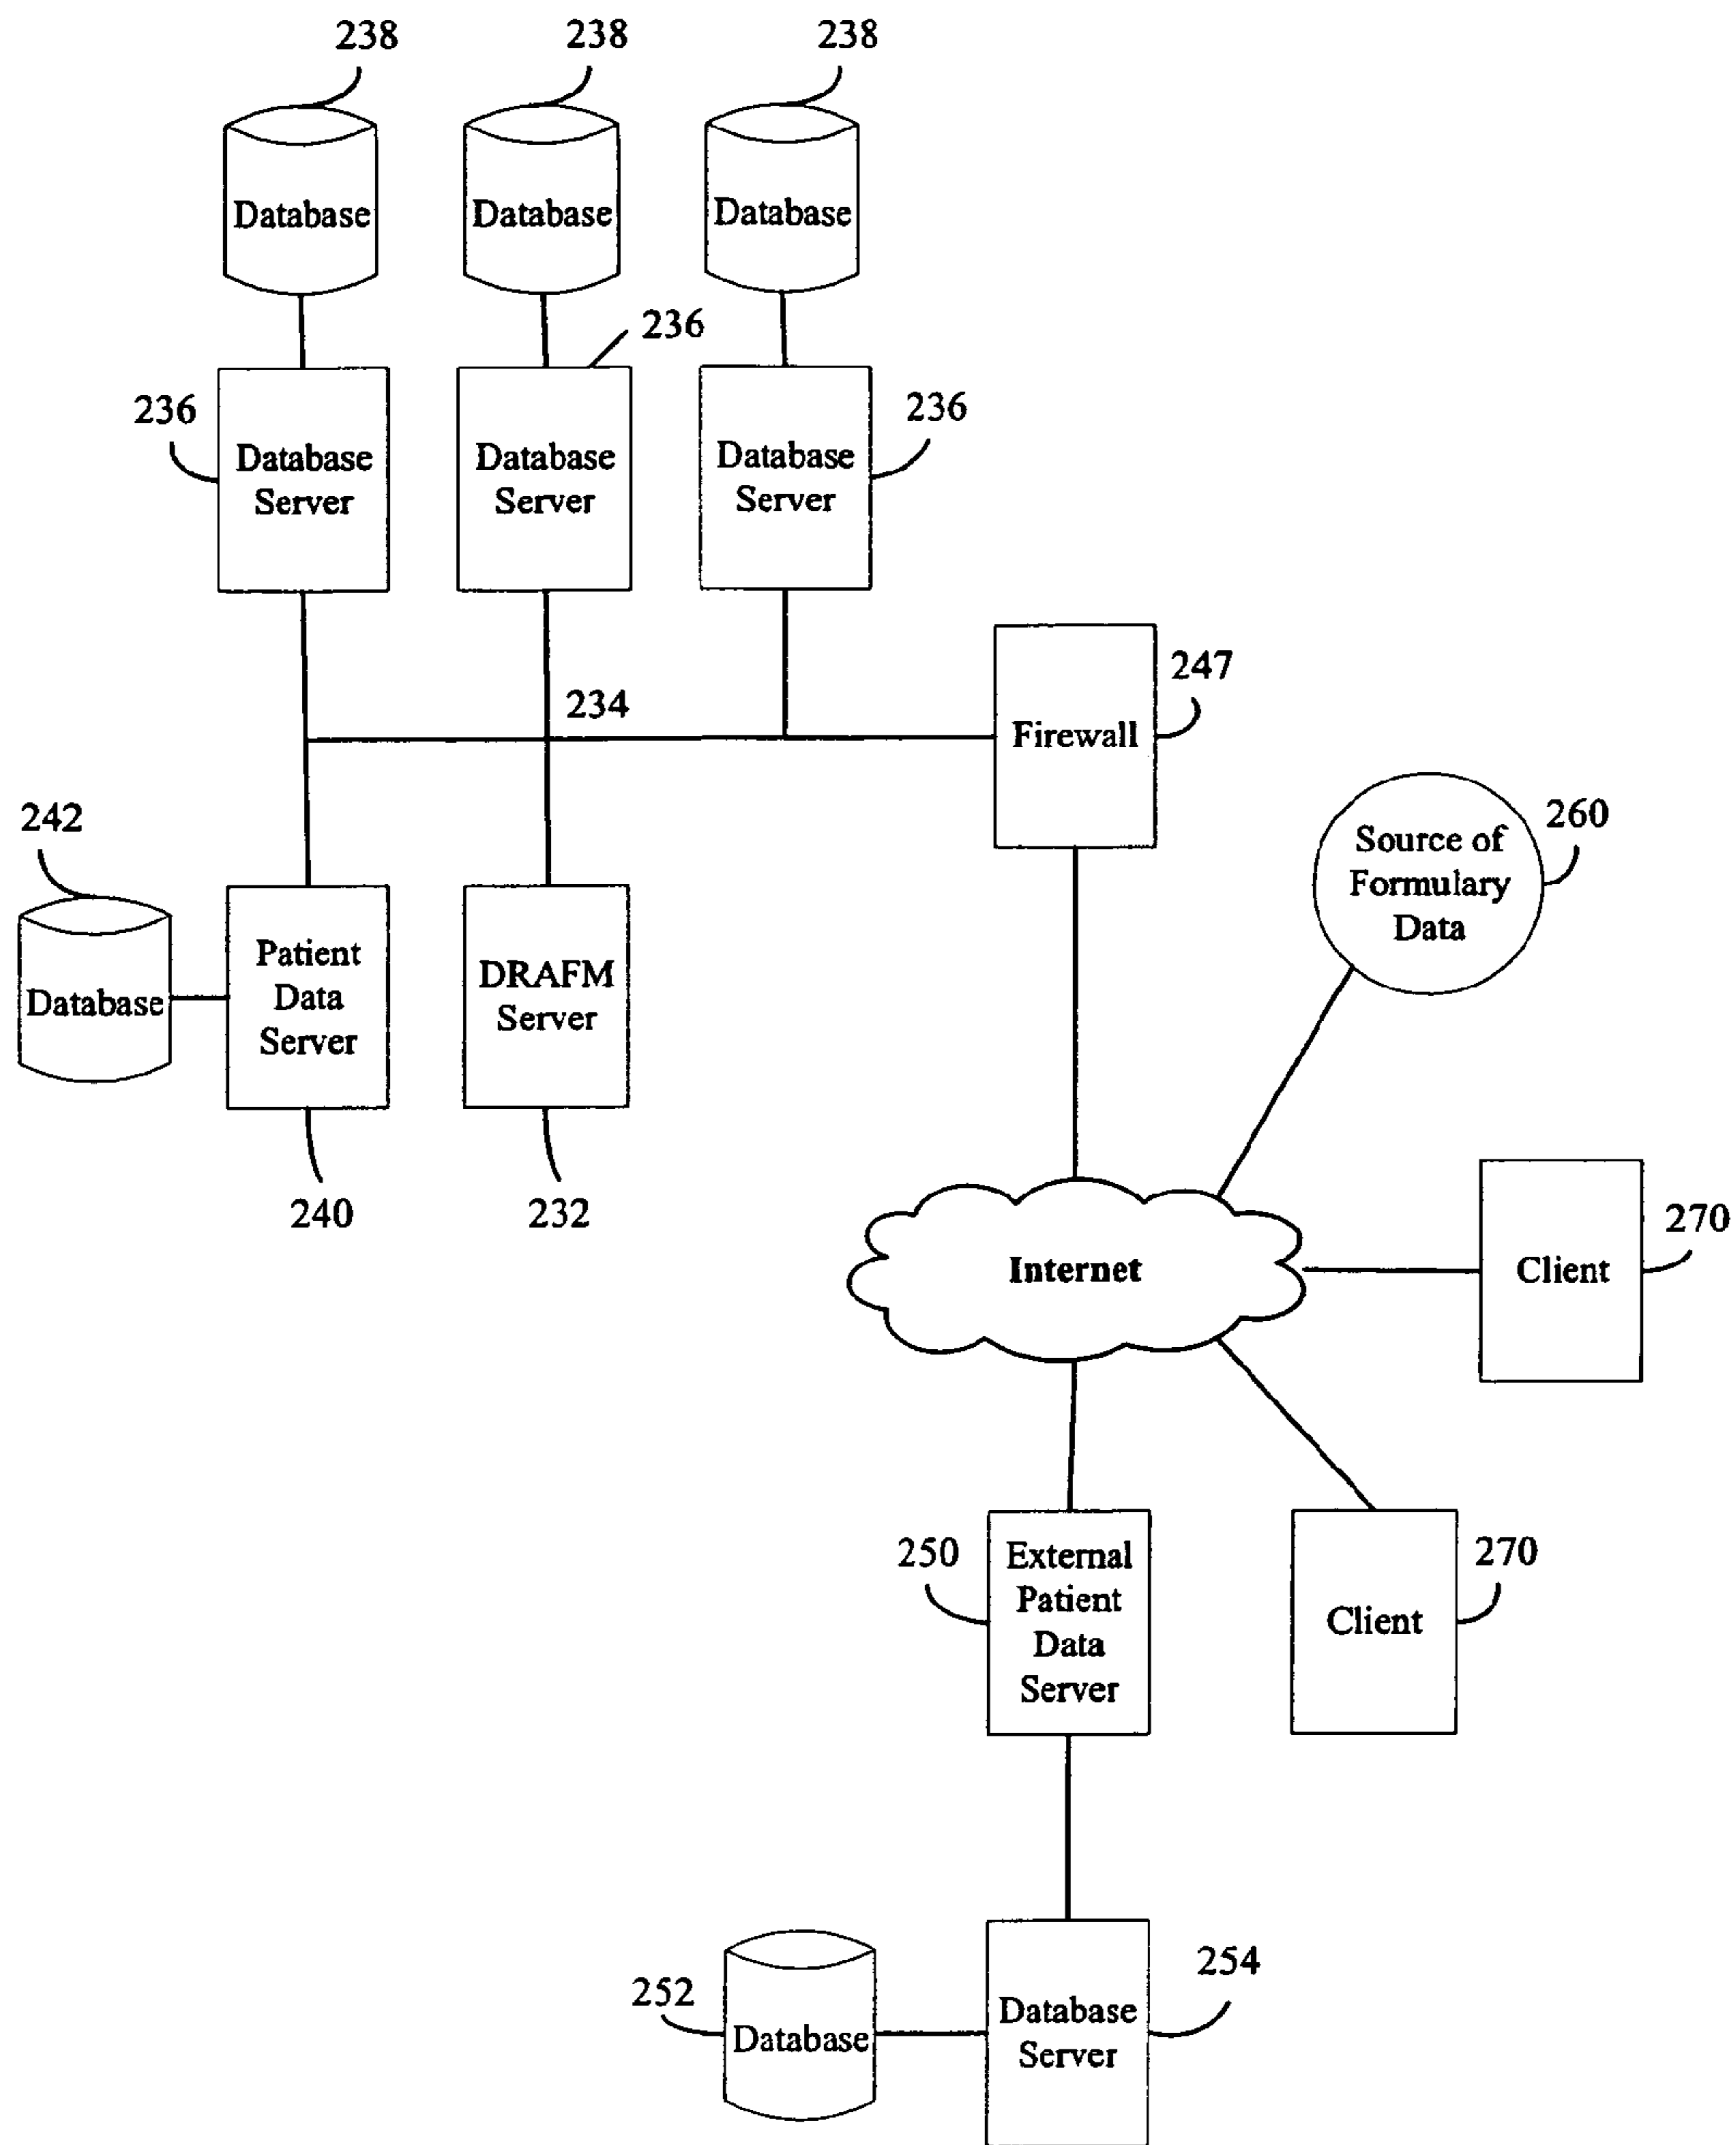 238
238
238
Database
Database
Database
236
236
236
Database
Server
Database
Server
Database
Server
234
247
Firewall
242
Database
Patient
Data
Server
DRAFM
Server
240
232
260
Source of
Formulary
Data
Internet
270
Client
250
External
Patient
Data
Server
270
Client
252
Database
254
Database
Server